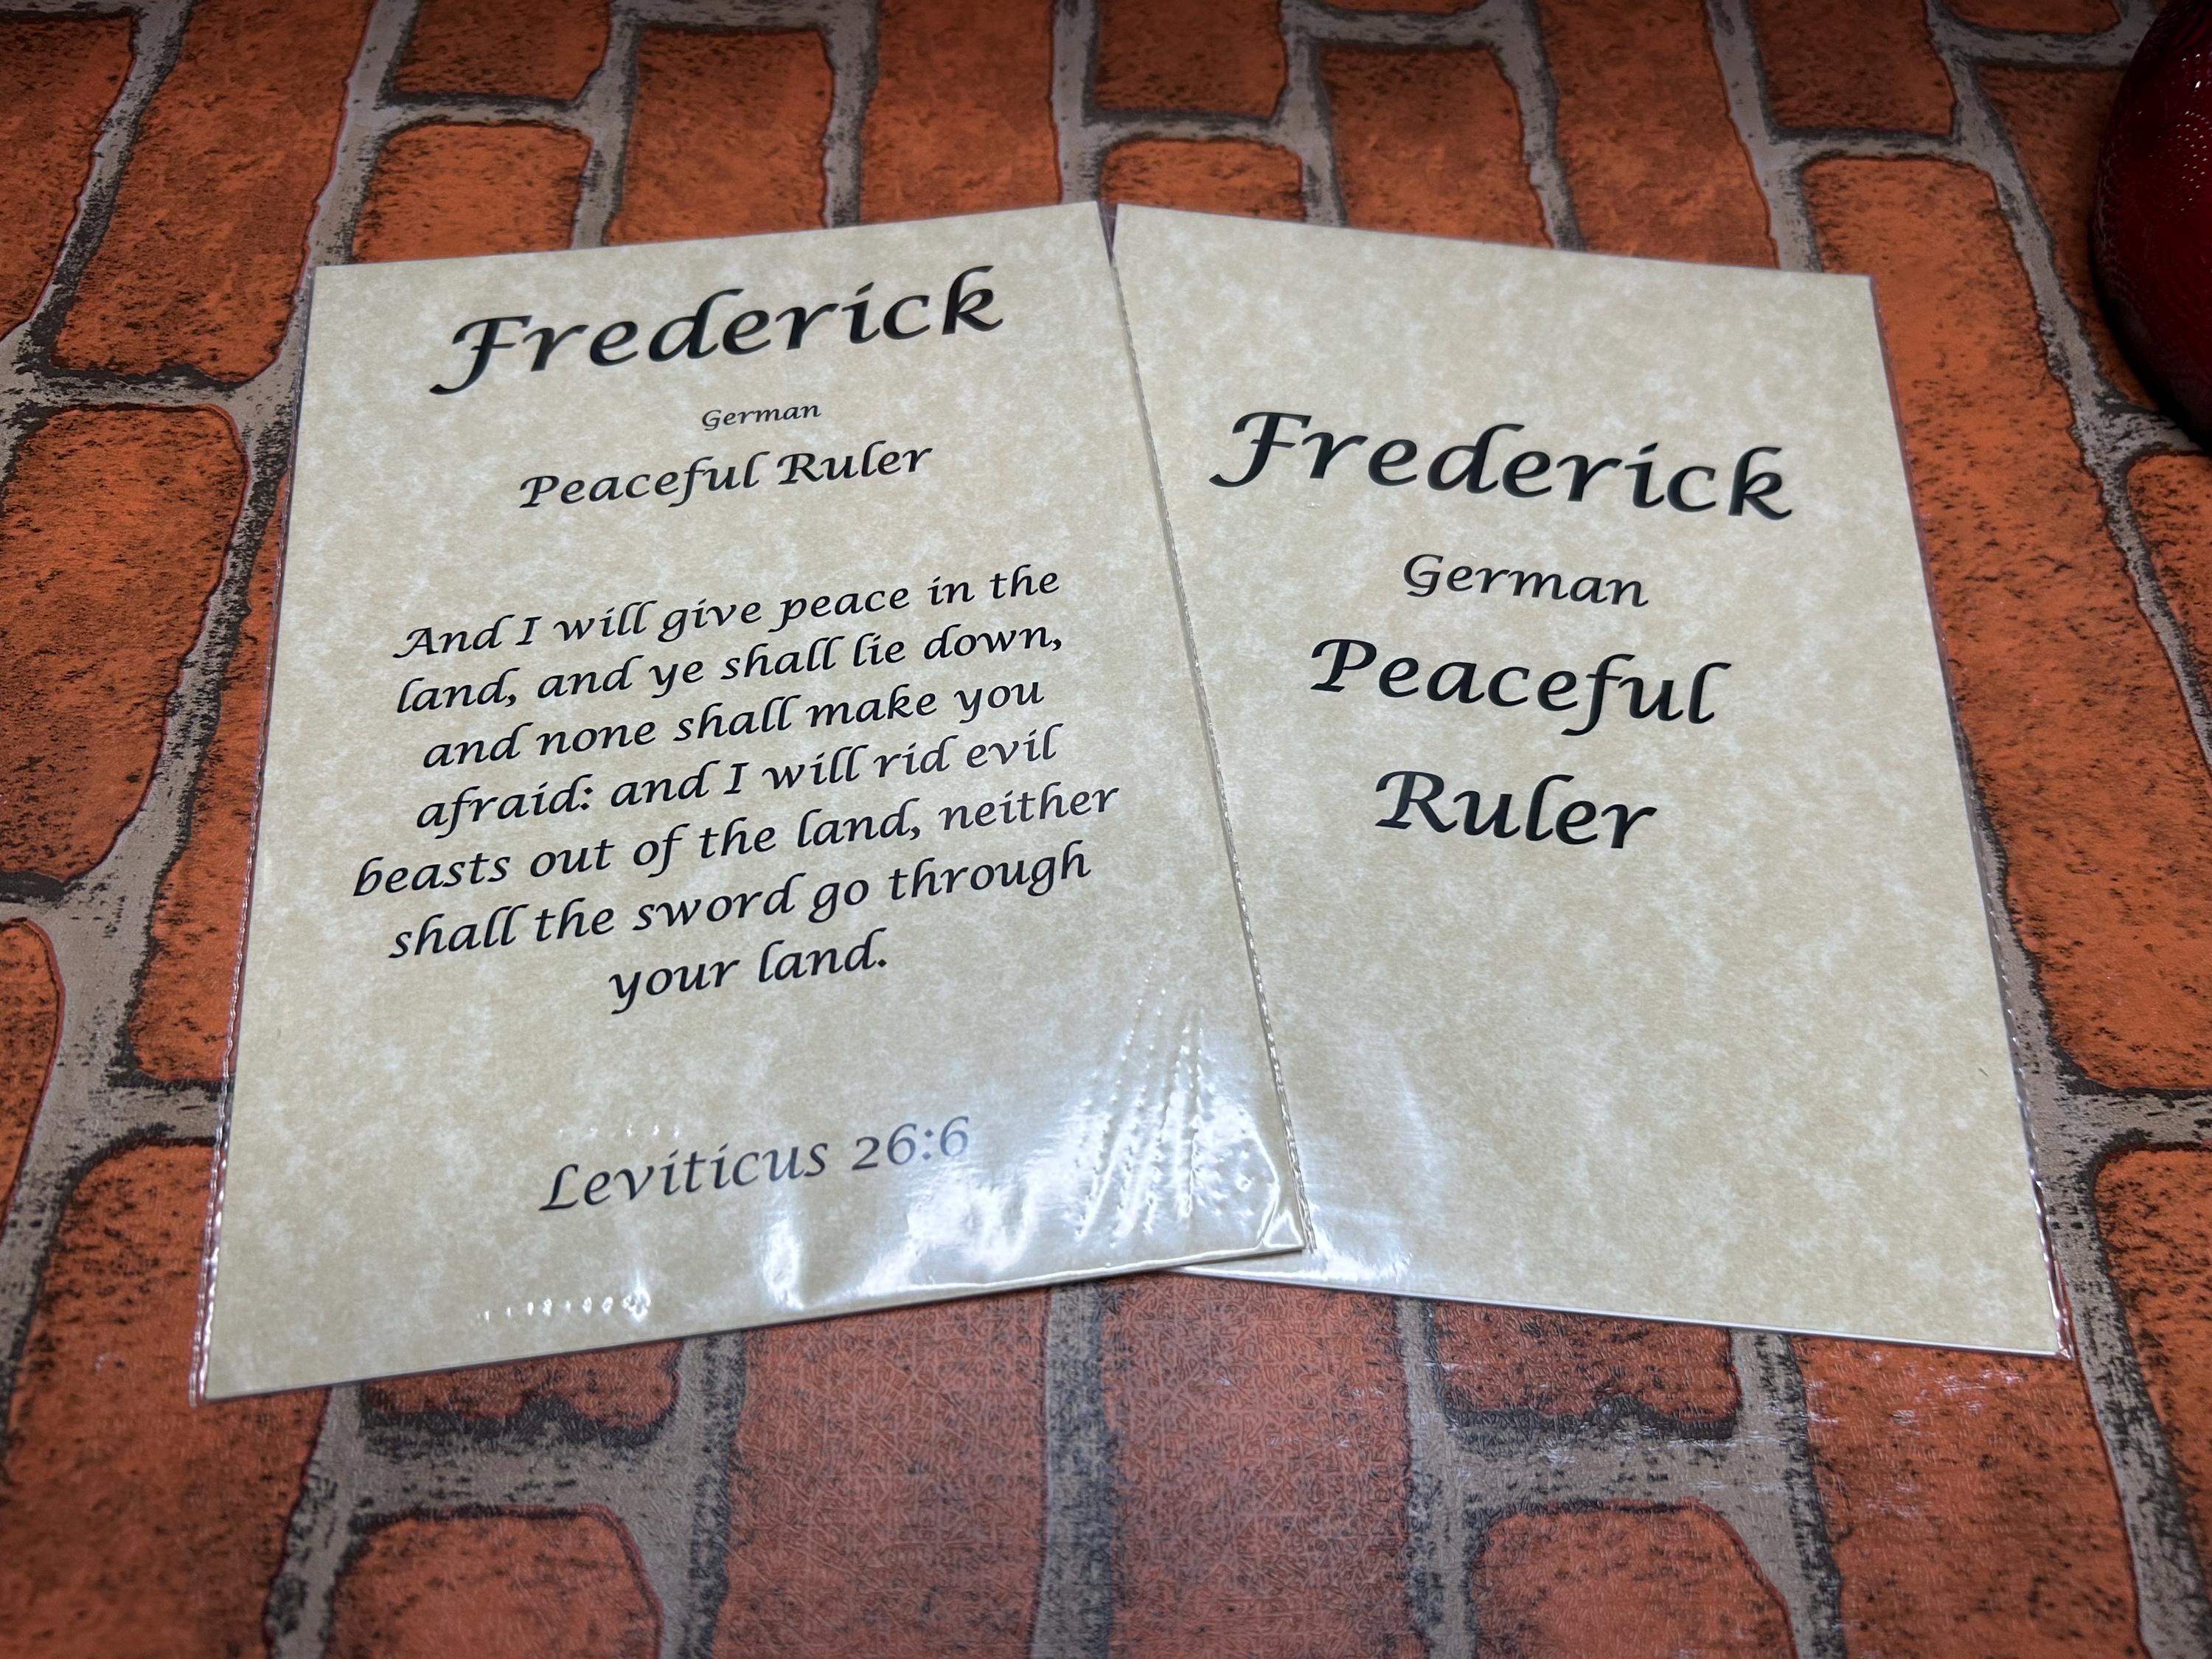 Frederick
German
Peaceful Ruler
And I will give peace in the
land, and ye shall lie down,
and none shall make you
afraid: and I will rid evil
beasts out of the land, neither
shall the sword go through
your land.
Leviticus 26:6
Frederick
German
Peaceful
Ruler